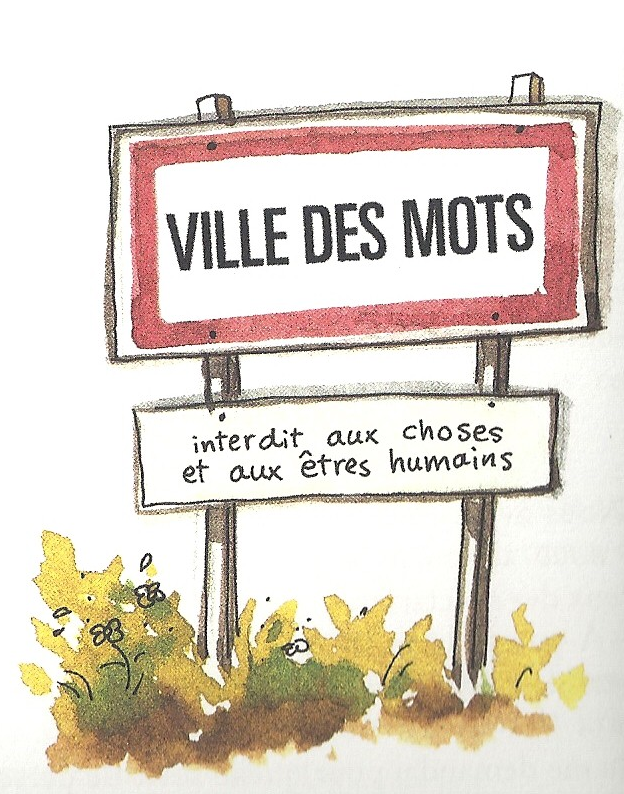 VILLE DES MOTS
interdit aux choses
et aux êtres humains